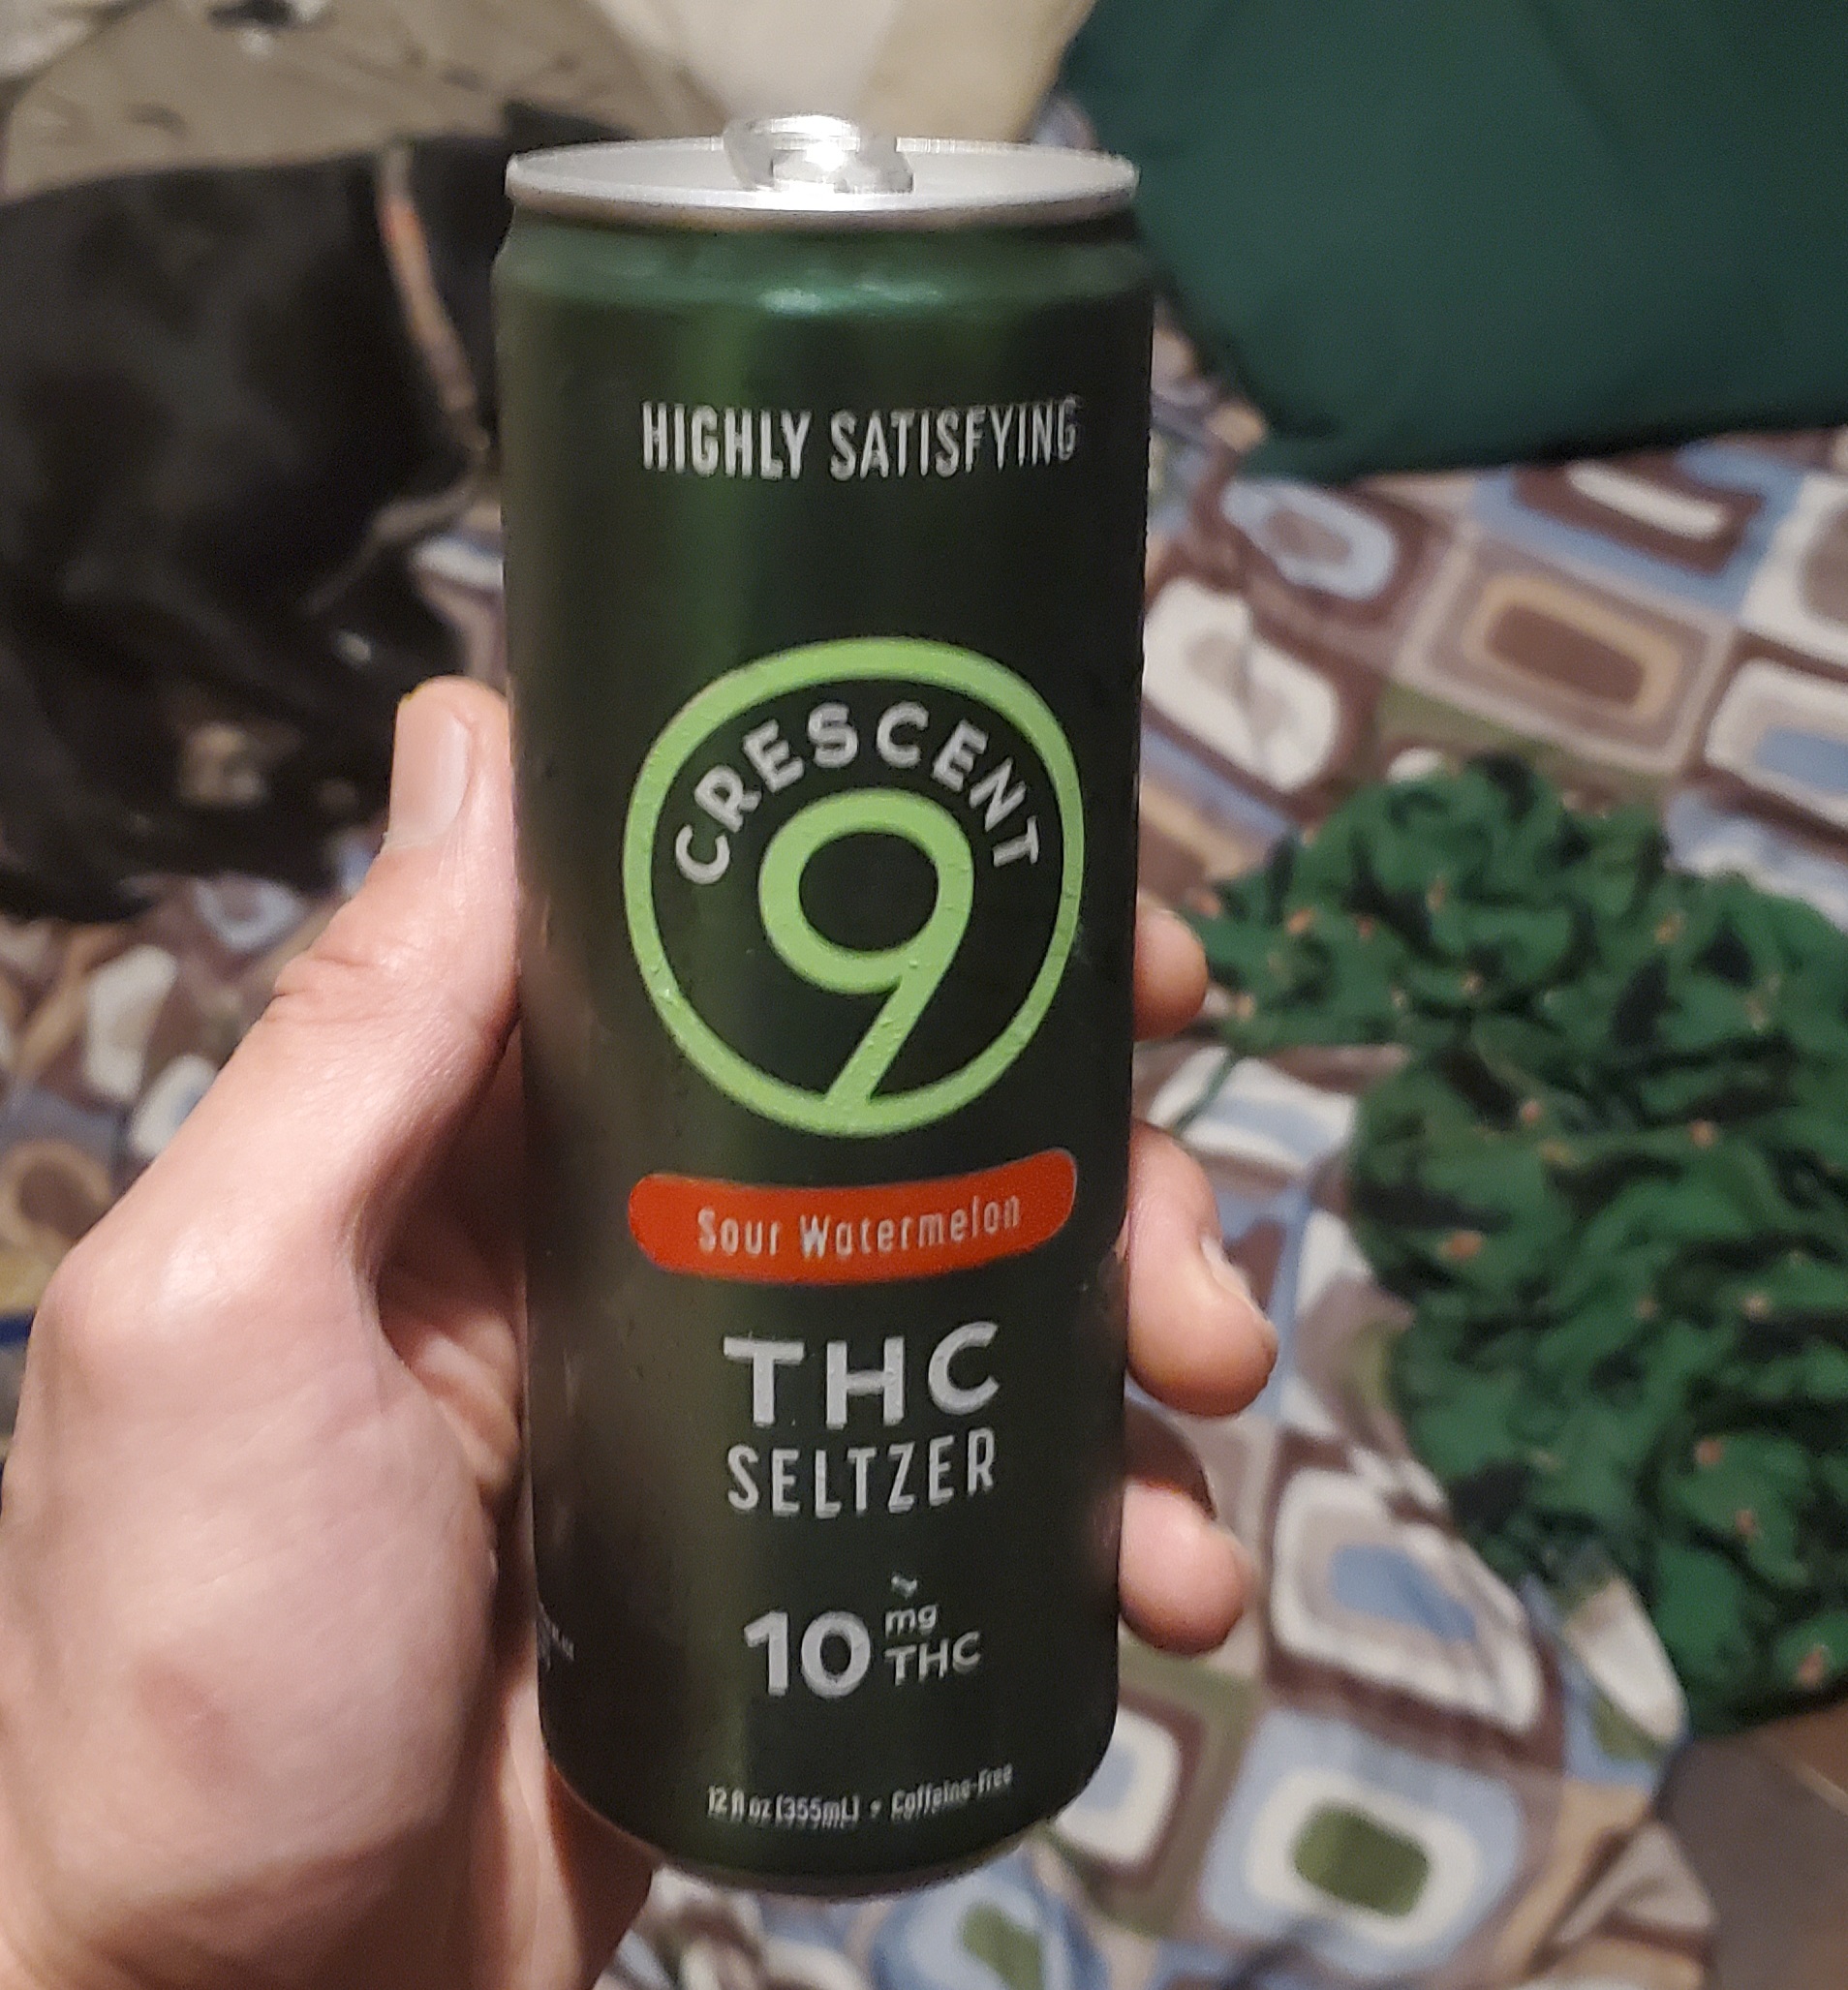 HIGHLY SATISFYING
CRESCENT
9
Sour Watermelon
THC
SELTZER
10 mg
THC
12 fl oz (355mL) • Caffeine-Free